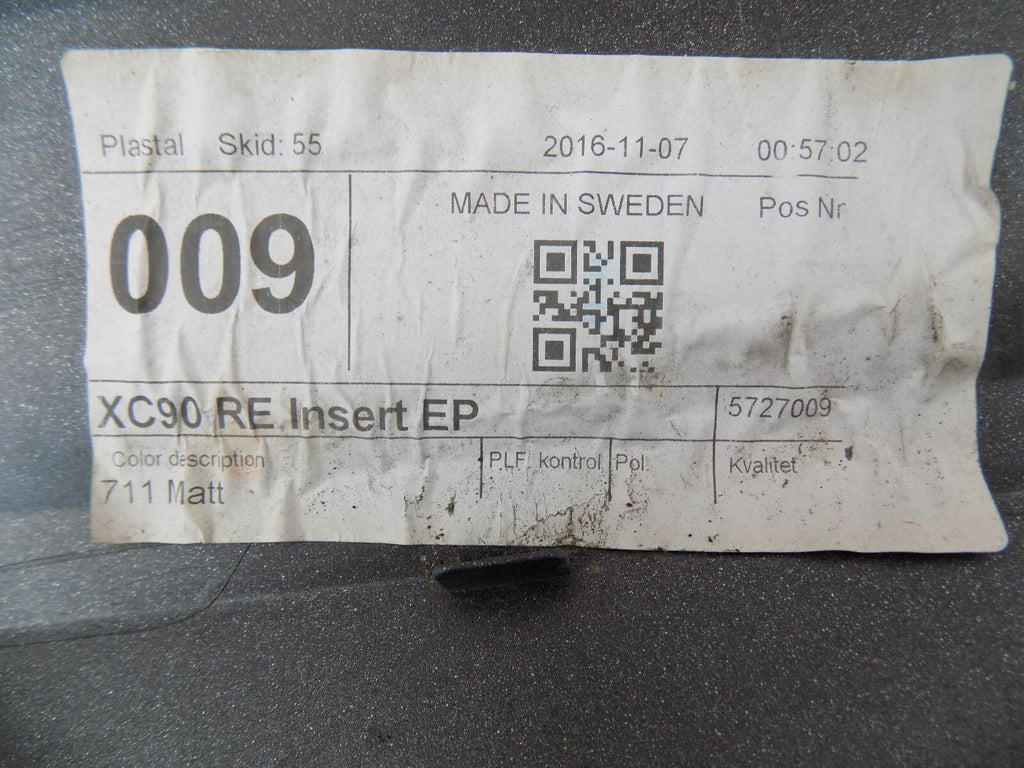 Plastal Skid: 55 2016-11-07 00:57:02
009
MADE IN SWEDEN Pos Nr
XC90 RE Insert EP 5727009
Color description PLF. kontrol Pol. Kvalitet
711 Matt